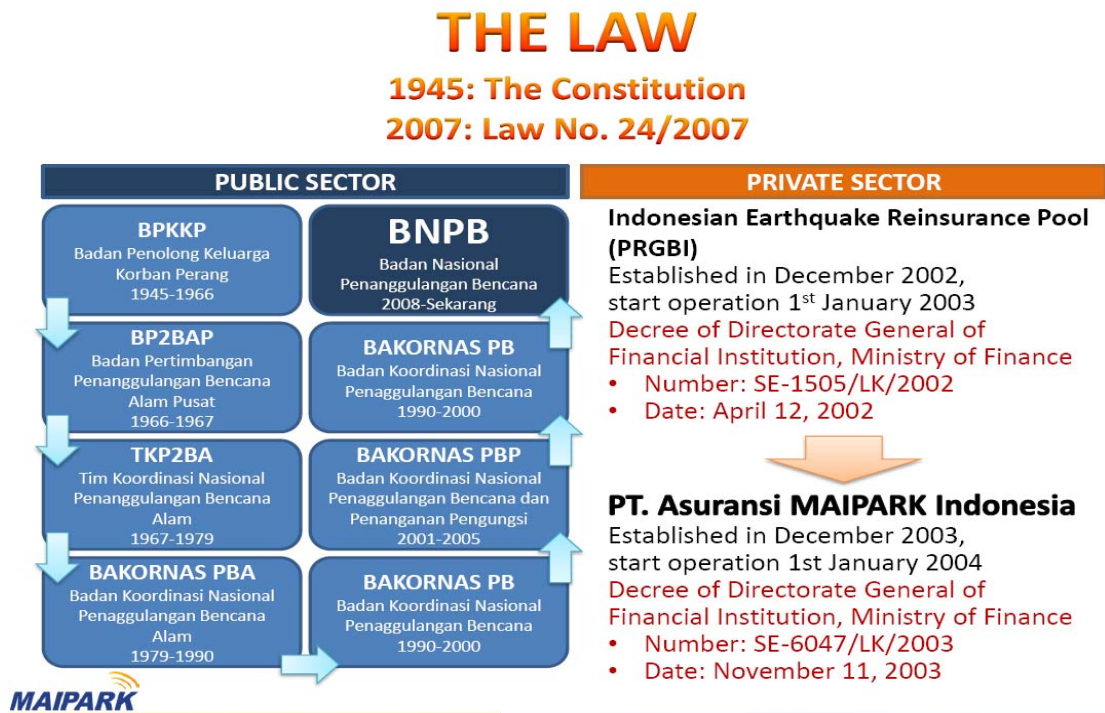 THE LAW
1945: The Constitution
2007: Law No. 24/2007
PUBLIC SECTOR
BPKKP
Badan Penolong Keluarga
Korban Perang
1945-1966
BP2BAP
Badan Pertimbangan
Penanggulangan Bencana
Alam Pusat
1966-1967
TKP2BA
Tim Koordinasi Nasional
Penanggulangan Bencana
Alam
1967-1979
BAKORNAS PBA
Badan Koordinasi Nasional
Penaggulangan Bencana
Alam
1979-1990
BAKORNAS PB
Badan Koordinasi Nasional
Penaggulangan Bencana
1990-2000
BAKORNAS PBP
Badan Koordinasi Nasional
Penaggulangan Bencana dan
Penanganan Pengungsi
2001-2005
BAKORNAS PB
Badan Koordinasi Nasional
Penaggulangan Bencana
1990-2000
BNPB
Badan Nasional
Penanggulangan Bencana
2008-Sekarang
PRIVATE SECTOR
Indonesian Earthquake Reinsurance Pool
(PRGBI)
Established in December 2002,
start operation 1st January 2003
Decree of Directorate General of
Financial Institution, Ministry of Finance
• Number: SE-1505/LK/2002
• Date: April 12, 2002
PT. Asuransi MAIPARK Indonesia
Established in December 2003,
start operation 1st January 2004
Decree of Directorate General of
Financial Institution, Ministry of Finance
• Number: SE-6047/LK/2003
• Date: November 11, 2003
MAIPARK